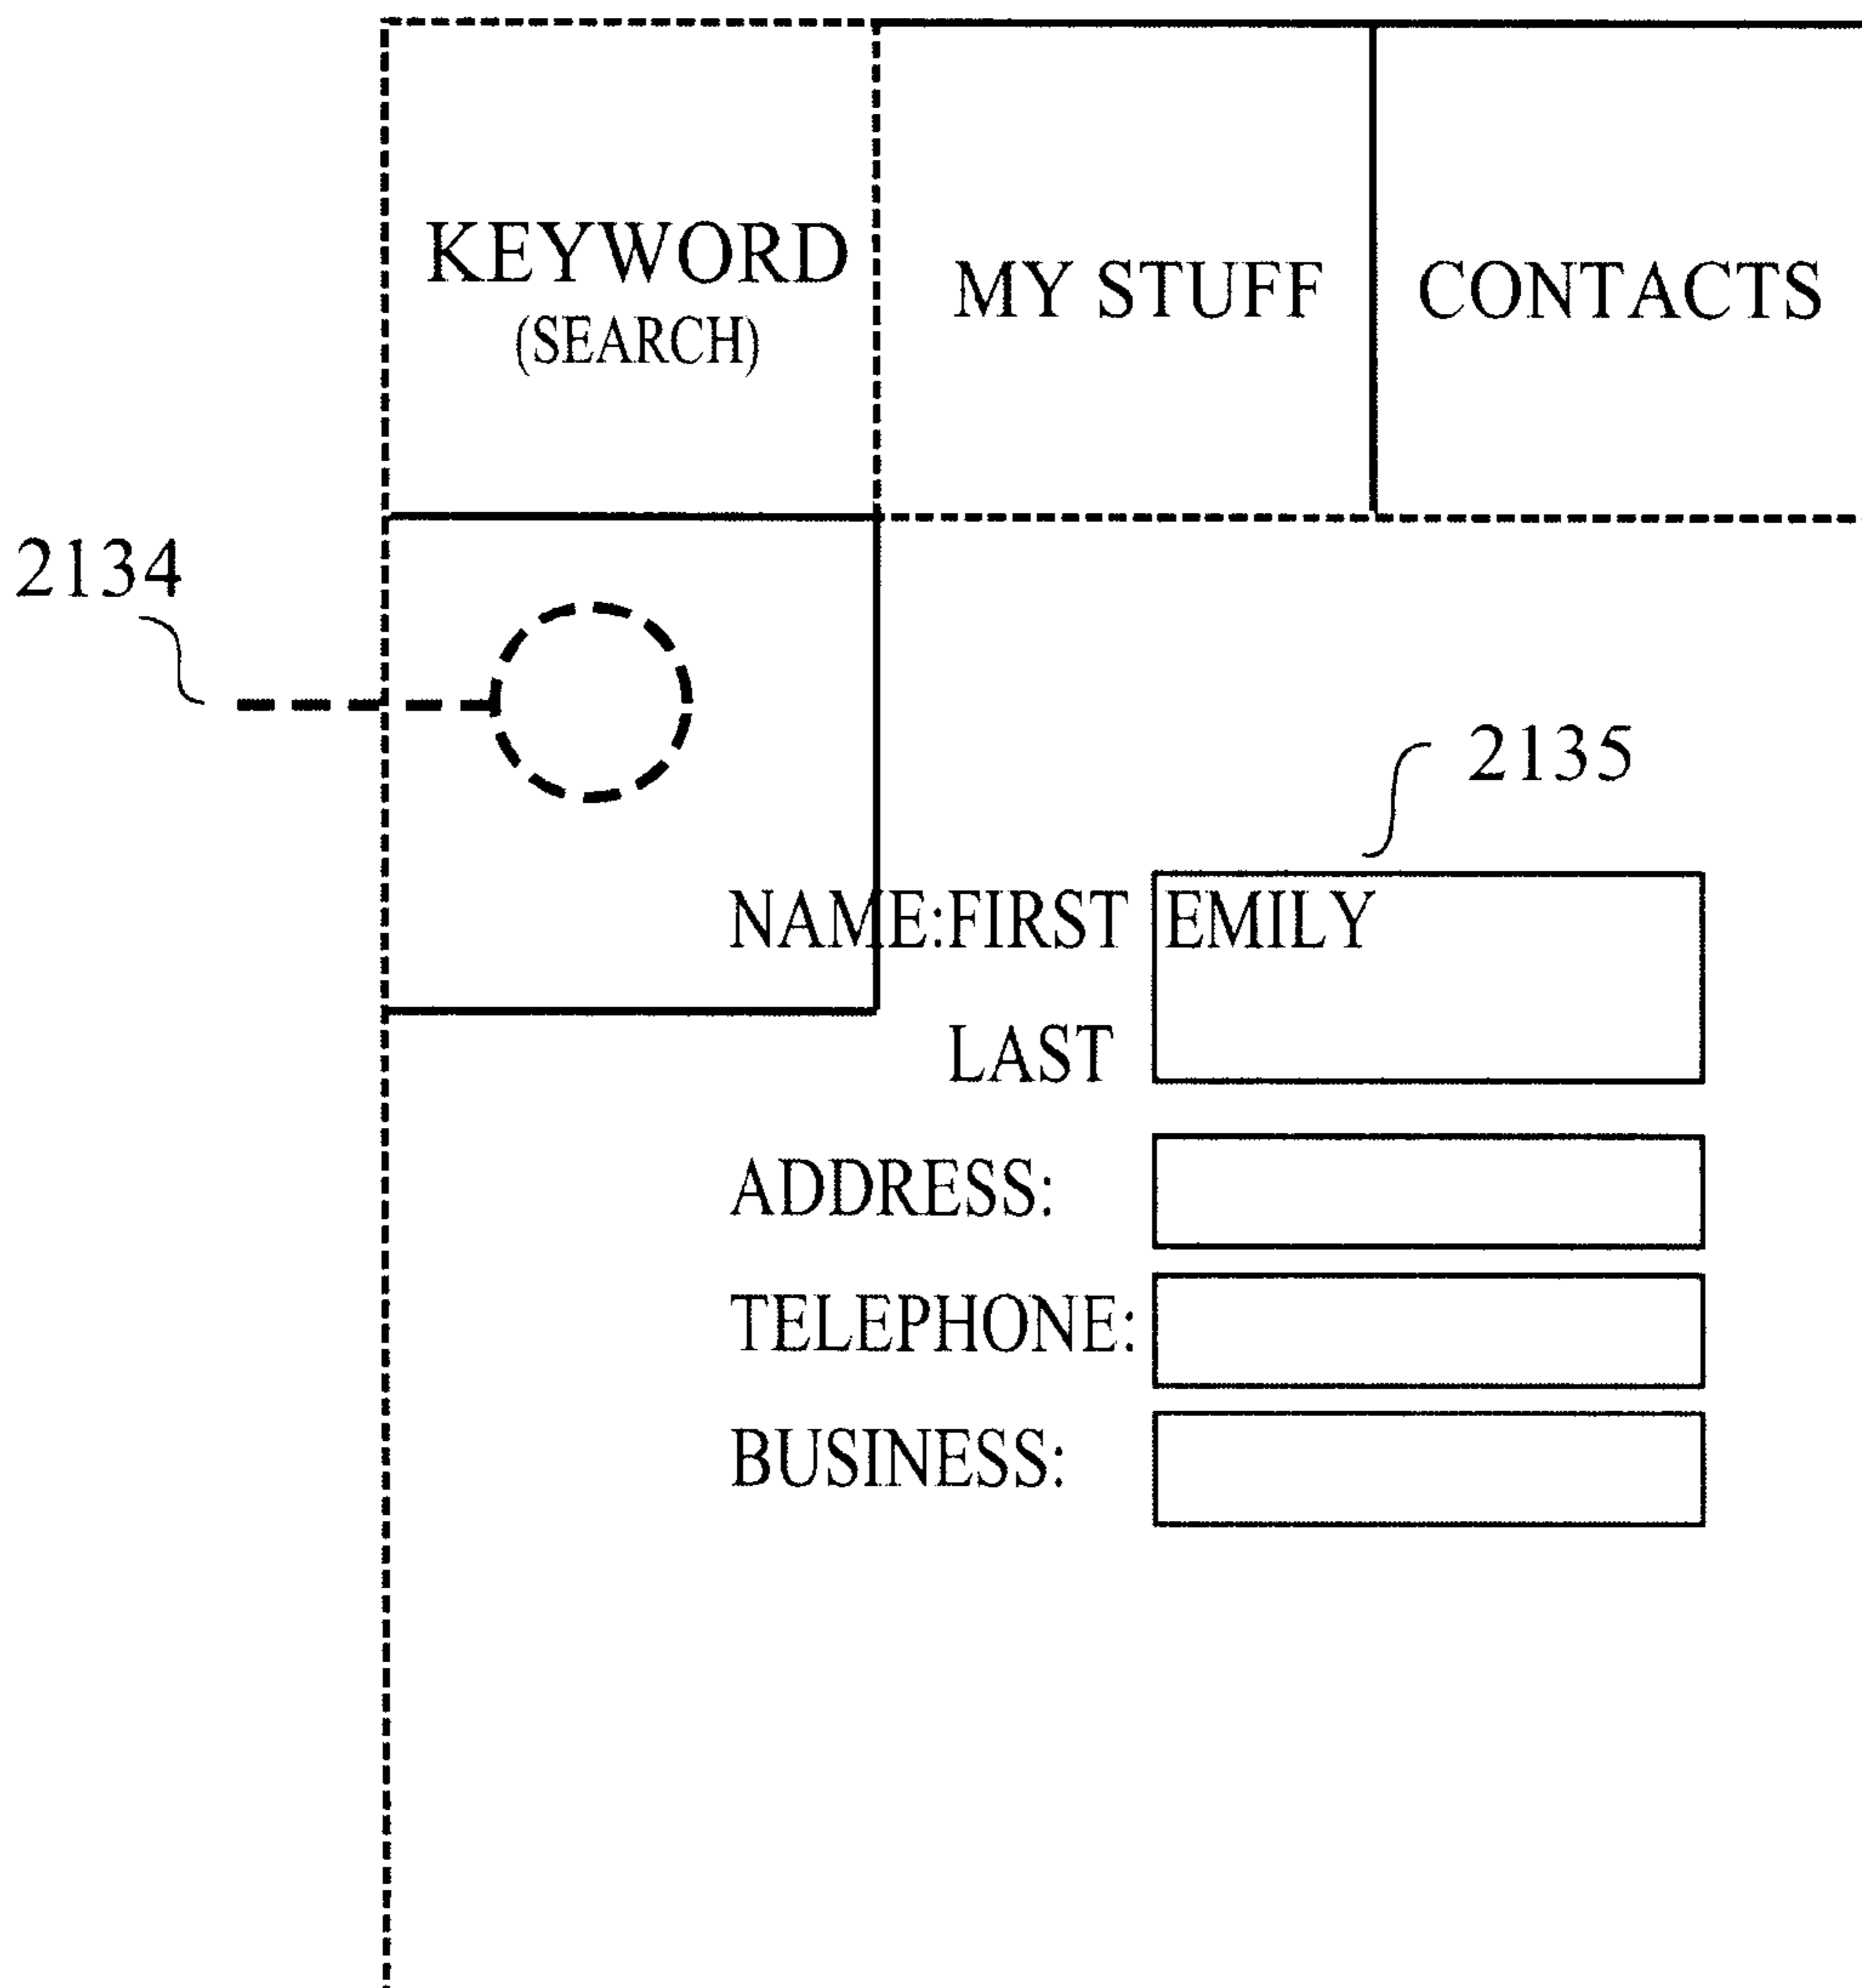 KEYWORD
(SEARCH)
MY STUFF
CONTACTS
2134
2135
NAME:FIRST EMILY
LAST
ADDRESS:
TELEPHONE:
BUSINESS: